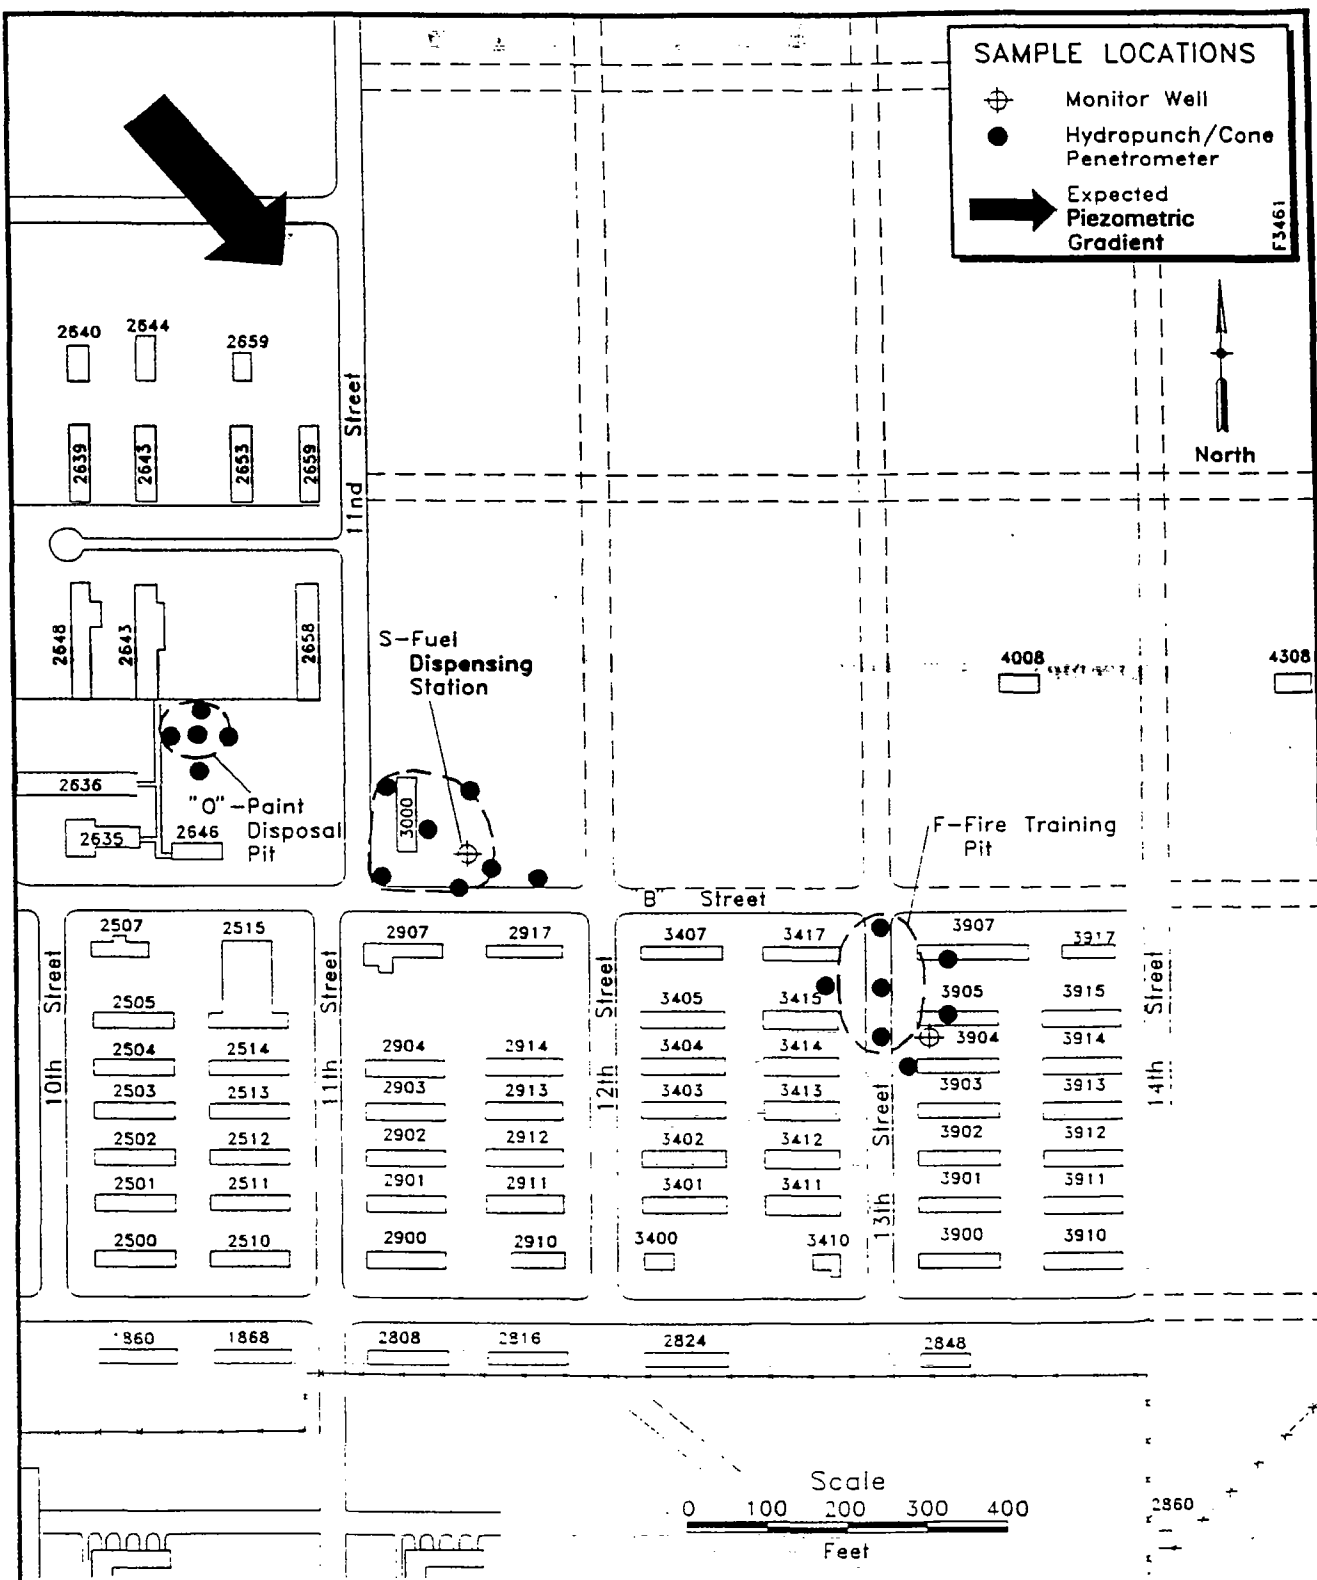 SAMPLE LOCATIONS
Monitor Well
Hydropunch/Cone
Penetrometer
Expected
Piezometric
Gradient
F3461
North
2640
2644
2659
2639
2643
2653
2659
11nd Street
2648
2643
2658
S-Fuel
Dispensing
Station
4008
4308
2636
"O"-Paint
Disposal
Pit
2635
2646
3000
F-Fire Training
Pit
"B" Street
2507
2515
2907
2917
3407
3417
3907
3917
10th Street
11th Street
12th Street
13th Street
14th Street
2505
3405
3415
3905
3915
2504
2514
2904
2914
3404
3414
3904
3914
2503
2513
2903
2913
3403
3413
3903
3913
2502
2512
2902
2912
3402
3412
3902
3912
2501
2511
2901
2911
3401
3411
3901
3911
2500
2510
2900
2910
3400
3410
3900
3910
1860
1868
2808
2816
2824
2848
Scale
0 100 200 300 400
Feet
2860